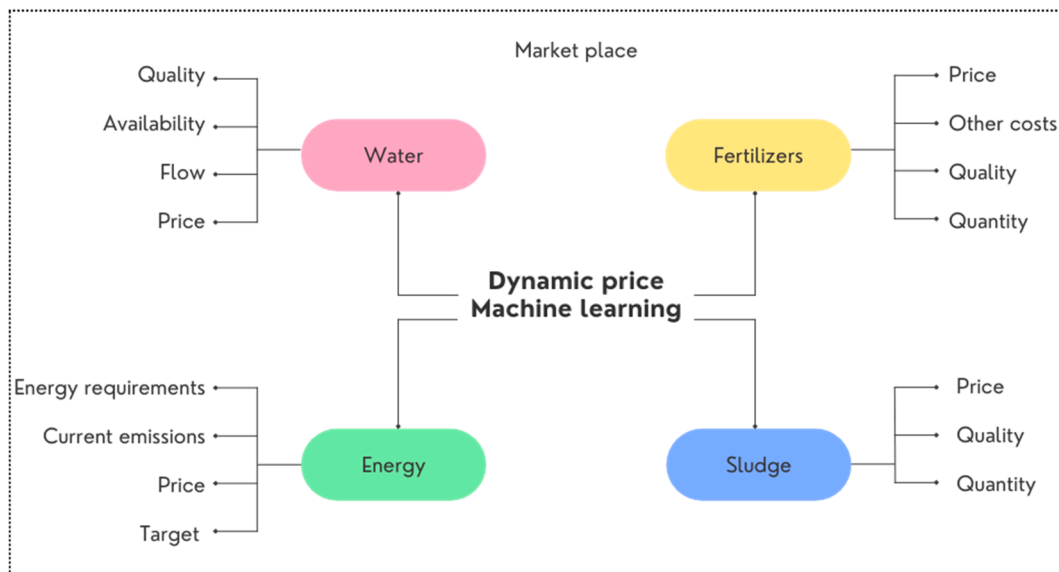 Market place
Quality
Availability
Flow
Price
Water
Fertilizers
Price
Other costs
Quality
Quantity
Dynamic price
Machine learning
Energy requirements
Current emissions
Price
Target
Energy
Sludge
Price
Quality
Quantity